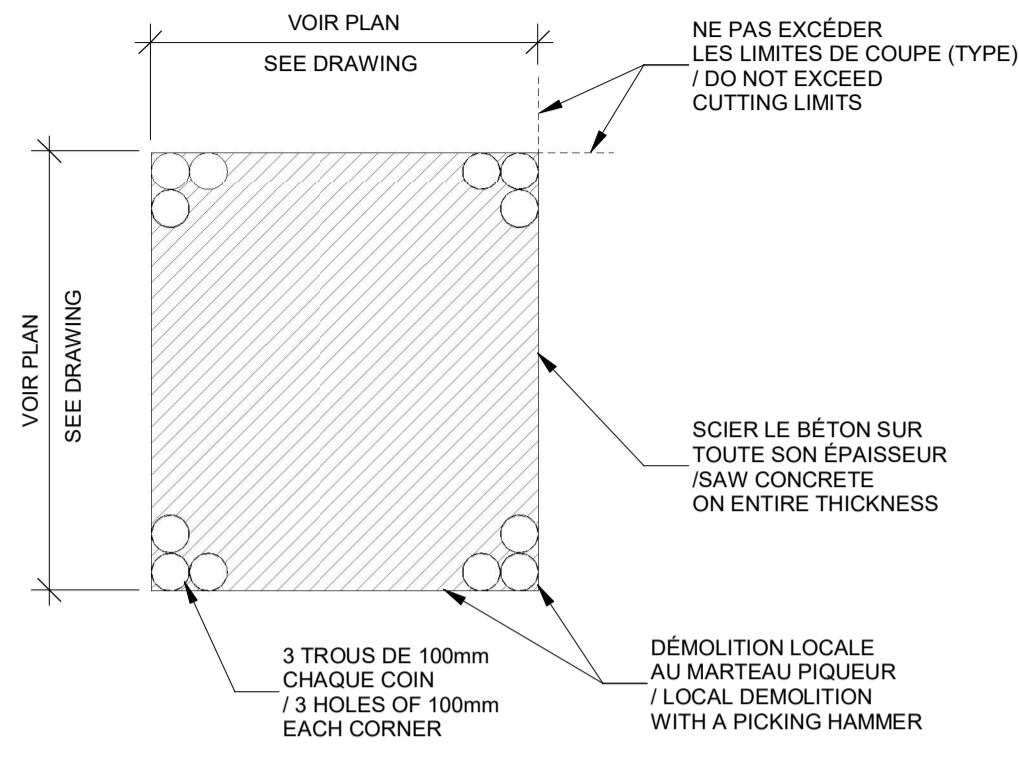 VOIR PLAN
SEE DRAWING
NE PAS EXCÉDER
LES LIMITES DE COUPE (TYPE)
/ DO NOT EXCEED
CUTTING LIMITS
VOIR PLAN
SEE DRAWING
SCIER LE BÉTON SUR
TOUTE SON ÉPAISSEUR
/SAW CONCRETE
ON ENTIRE THICKNESS
3 TROUS DE 100mm
CHAQUE COIN
/ 3 HOLES OF 100mm
EACH CORNER
DÉMOLITION LOCALE
AU MARTEAU PIQUEUR
/ LOCAL DEMOLITION
WITH A PICKING HAMMER